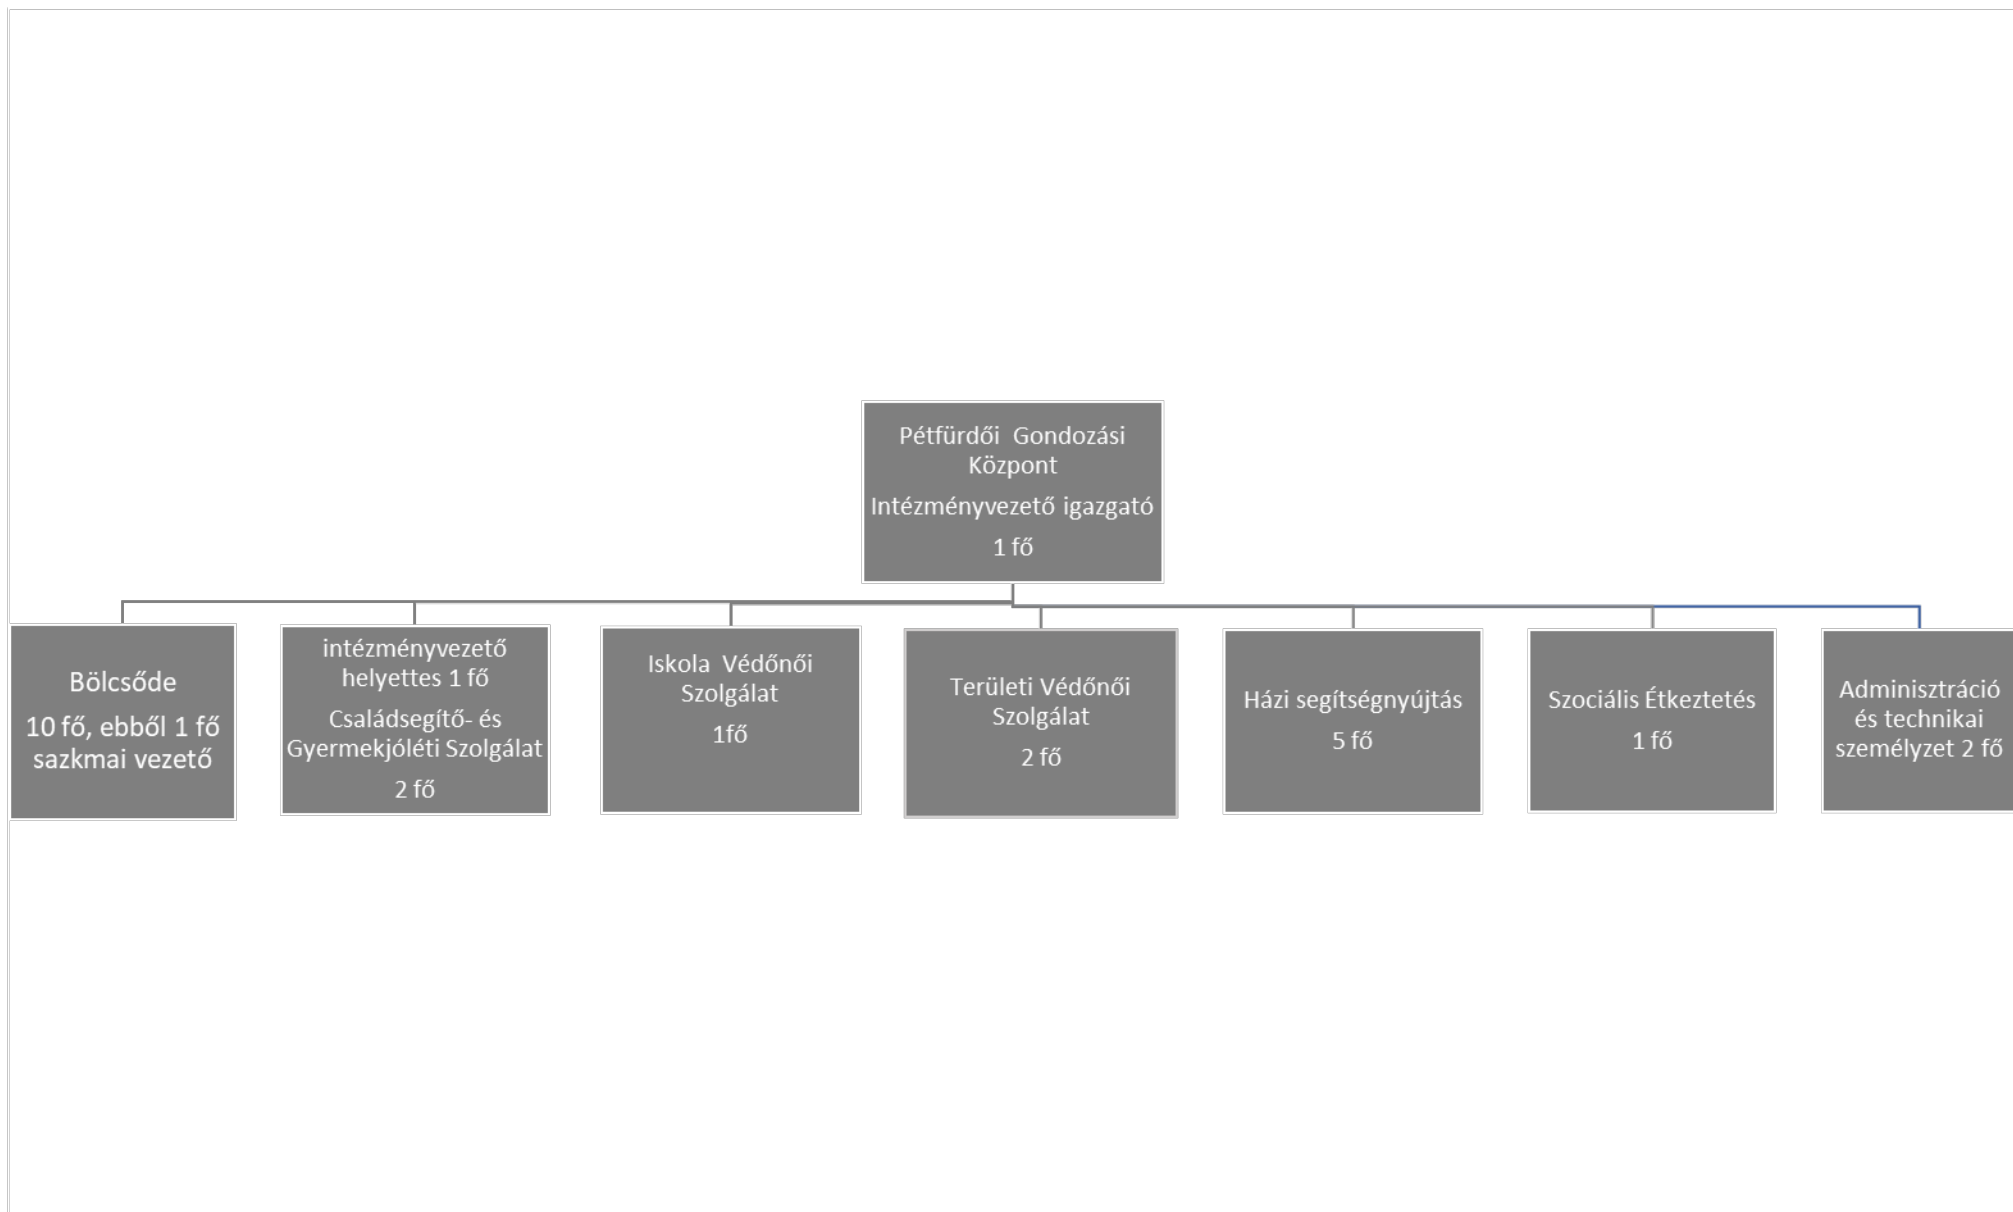 Pétfürdői Gondozási
Központ
Intézményvezető igazgató
1 fő
Bölcsőde
10 fő, ebből 1 fő
sazkmai vezető
intézményvezető
helyettes 1 fő
Családsegítő- és
Gyermekjóléti Szolgálat
2 fő
Iskola Védőnői
Szolgálat
1fő
Területi Védőnői
Szolgálat
2 fő
Házi segítségnyújtás
5 fő
Szociális Étkeztetés
1 fő
Adminisztráció
és technikai
személyzet 2 fő